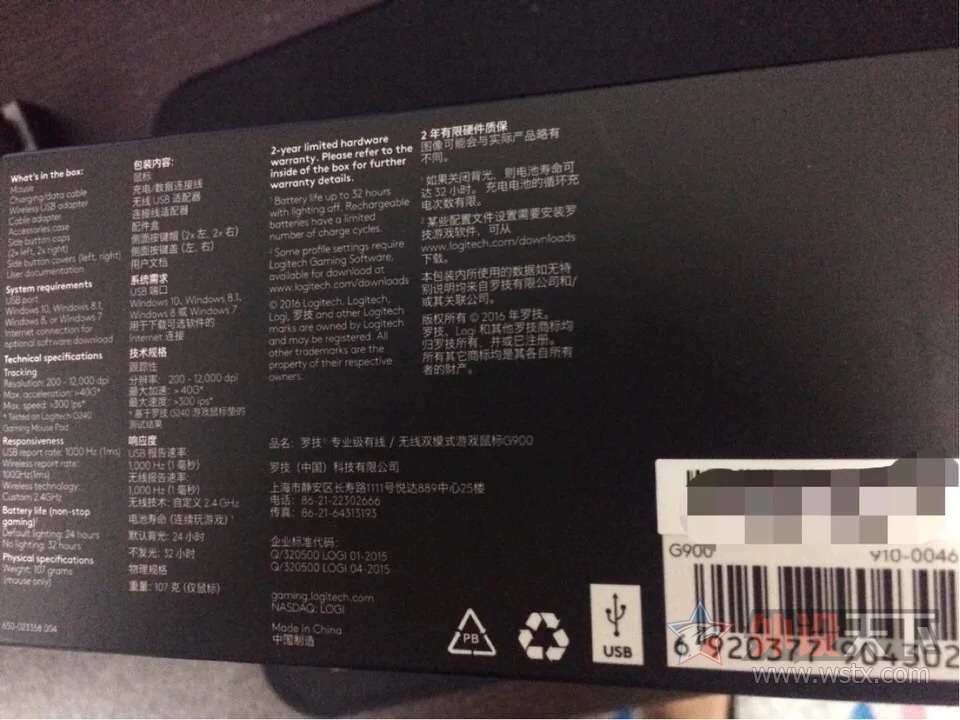 What's in the box:
Mouse
Charging/data cable
Wireless USB adapter
Cable adapter
Accessories case
Side button caps
(2x left, 2x right)
Side button covers (left, right)
User documentation
System requirements
USB port
Windows 10, Windows 8.1,
Windows 8, or Windows 7
Internet connection for
optional software download
Technical specifications
Tracking
Resolution: 200 - 12,000 dpi
Max. acceleration: >40G*
Max. speed: >300 ips*
* Tested on Logitech G240
Gaming Mouse Pad
Responsiveness
USB report rate: 1000 Hz (1ms)
Wireless report rate:
1000Hz(1ms)
Wireless technology:
Custom 2.4GHz
Battery life (non-stop
gaming)¹
Default lighting: 24 hours
No lighting: 32 hours
Physical specifications
Weight: 107 grams
(mouse only)
650-023358 004
包装内容:
鼠标
充电/数据连接线
无线 USB 适配器
连接线适配器
配件盒
侧面按键帽 (2x 左, 2x 右)
侧面按键盖 (左, 右)
用户文档
系统需求
USB 端口
Windows 10, Windows 8.1,
Windows 8 或 Windows 7
用于下载可选软件的
Internet 连接
技术规格
跟踪性
分辨率: 200 - 12,000 dpi
最大加速: > 40G*
最大速度: >300 ips*
* 基于罗技 G240 游戏鼠标垫的
测试结果
响应度
USB 报告速率:
1,000 Hz (1 毫秒)
无线报告速率:
1,000 Hz (1 毫秒)
无线技术: 自定义 2.4 GHz
电池寿命 (连续玩游戏) ¹
默认背光: 24 小时
不发光: 32 小时
物理规格
重量: 107 克 (仅鼠标)
2-year limited hardware
warranty. Please refer to the
inside of the box for further
warranty details.
¹ Battery life up to 32 hours
with lighting off. Rechargeable
batteries have a limited
number of charge cycles.
² Some profile settings require
Logitech Gaming Software,
available for download at
www.logitech.com/downloads
© 2016 Logitech. Logitech,
Logi, 罗技 and other Logitech
marks are owned by Logitech
and may be registered. All
other trademarks are the
property of their respective
owners.
2 年有限硬件质保
图像可能会与实际产品略有
不同。
¹ 如果关闭背光，则电池寿命可
达 32 小时。 充电电池的循环充
电次数有限。
² 某些配置文件设置需要安装罗
技游戏软件，可从
www.logitech.com/downloads
下载。
本包装内所使用的数据如无特
别说明均来自罗技有限公司和/
或其关联公司。
版权所有 © 2016 年罗技。
罗技、Logi 和其他罗技商标均
归罗技所有，并或已注册。
所有其它商标均是其各自所有
者的财产。
品名: 罗技® 专业级有线 / 无线双模式游戏鼠标G900
罗技（中国）科技有限公司
上海市静安区长寿路1111号悦达889中心25楼
电话: 86-21-22302666
传真: 86-21-64313193
企业标准代码:
Q/320500 LOGI 01-2015
Q/320500 LOGI 04-2015
gaming.logitech.com
NASDAQ: LOGI
Made in China
中国制造
PB
USB
G900
910-0046
6 920377 904302
外设天下
www.wstx.com